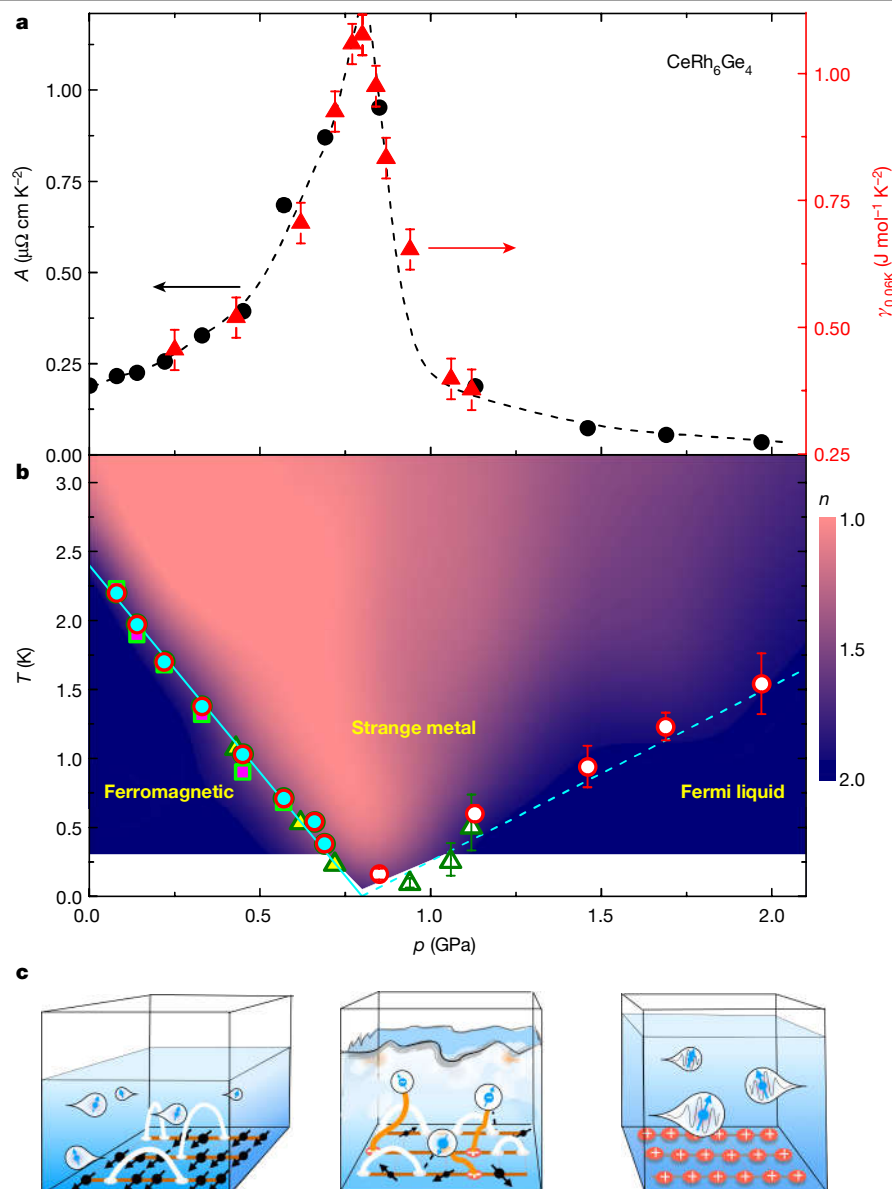 a
CeRh₆Ge₄
1.00
0.75
0.50
0.25
0.00
A (μΩ cm K⁻²)
1.00
0.75
0.50
0.25
γ₀.₀₆K (J mol⁻¹ K⁻²)
b
3.0
2.5
2.0
1.5
1.0
0.5
0.0
T (K)
Strange metal
Ferromagnetic
Fermi liquid
n
1.0
1.5
2.0
0.0
0.5
1.0
1.5
2.0
p (GPa)
c